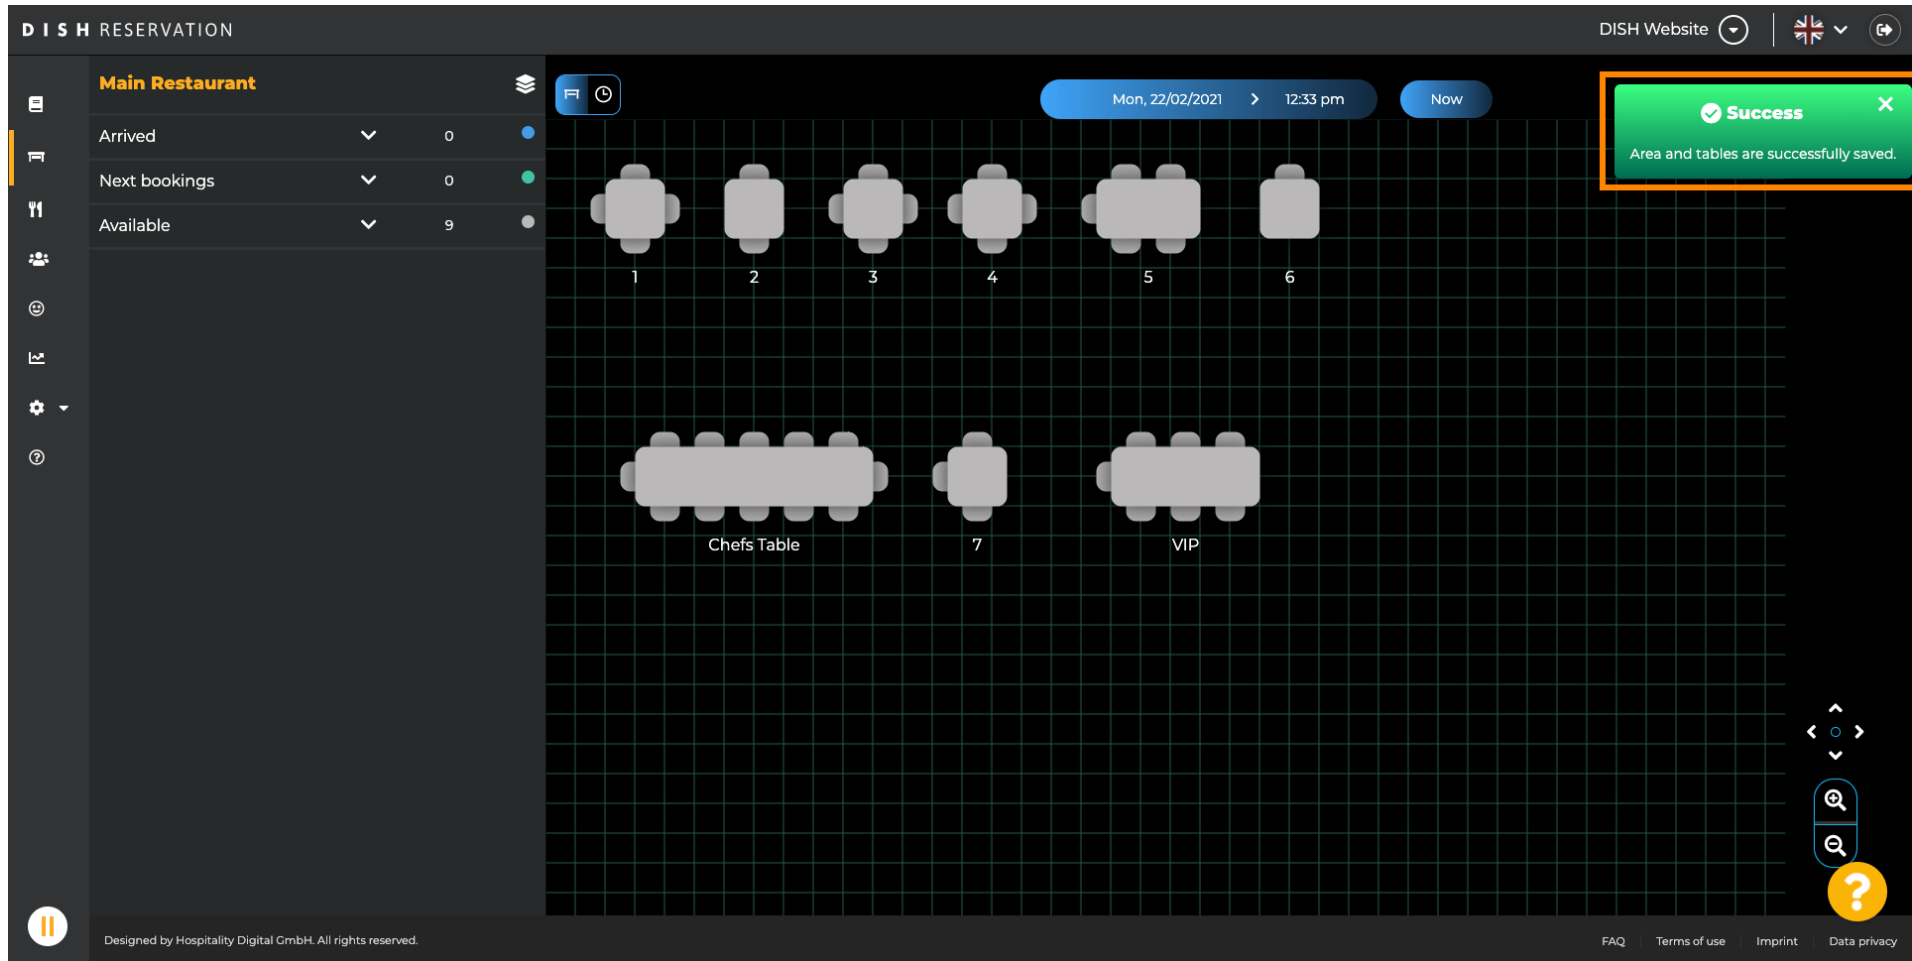 DISH RESERVATION
DISH Website
Main Restaurant
Mon, 22/02/2021
12:33 pm
Now
Success
Area and tables are successfully saved.
Arrived 0
Next bookings 0
Available 9
1 2 3 4 5 6
Chefs Table 7 VIP
?
Designed by Hospitality Digital GmbH. All rights reserved.
FAQ
Terms of use
Imprint
Data privacy